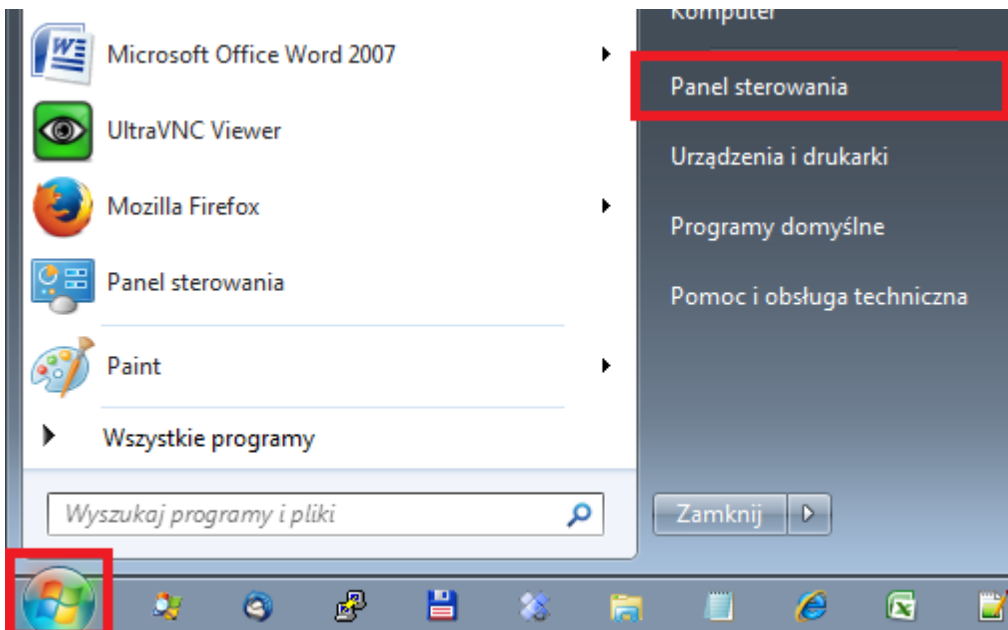 Microsoft Office Word 2007
UltraVNC Viewer
Mozilla Firefox
Panel sterowania
Paint
Wszystkie programy
Wyszukaj programy i pliki
Komputer
Panel sterowania
Urządzenia i drukarki
Programy domyślne
Pomoc i obsługa techniczna
Zamknij